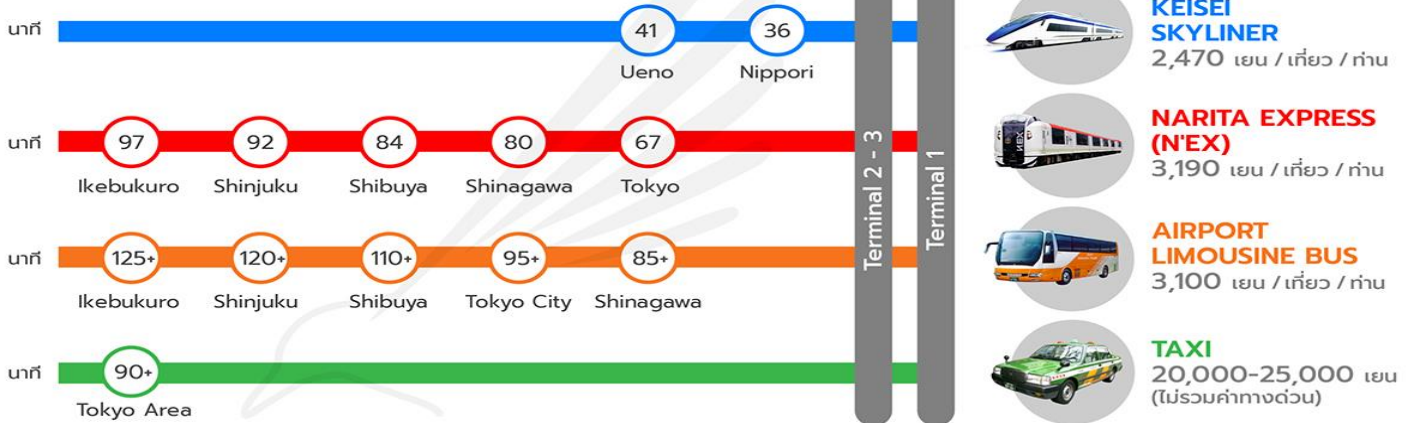 นาที
41
36
Ueno
Nippori
KEISEI
SKYLINER
2,470 เยน / เที่ยว / ท่าน
นาที
97
92
84
80
67
Ikebukuro
Shinjuku
Shibuya
Shinagawa
Tokyo
NARITA EXPRESS
(N'EX)
3,190 เยน / เที่ยว / ท่าน
นาที
125+
120+
110+
95+
85+
Ikebukuro
Shinjuku
Shibuya
Tokyo City
Shinagawa
AIRPORT
LIMOUSINE BUS
3,100 เยน / เที่ยว / ท่าน
นาที
90+
Tokyo Area
TAXI
20,000-25,000 เยน
(ไม่รวมค่าทางด่วน)
Terminal 2 - 3
Terminal 1
NEX